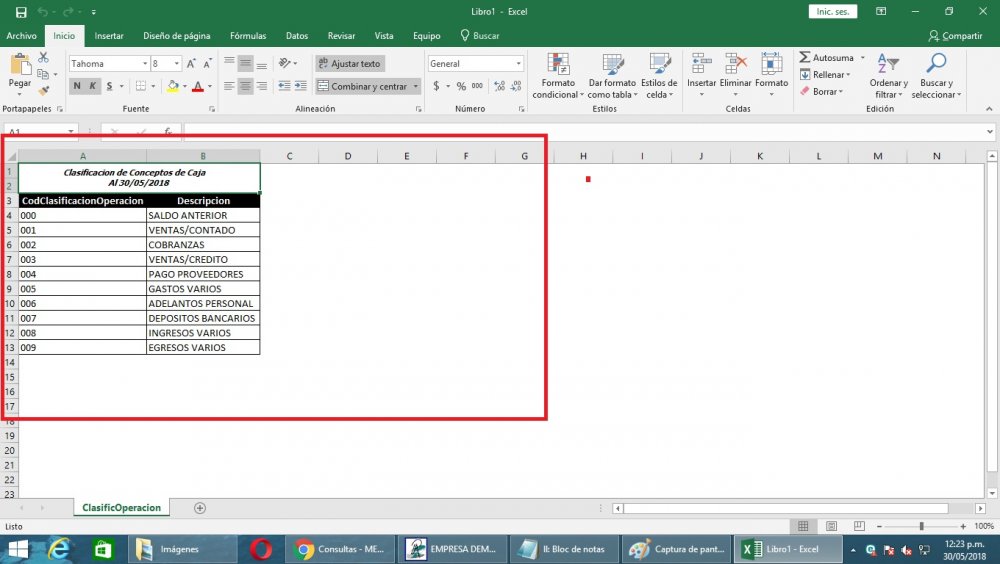 Libro1 - Excel
Inic. ses.
Archivo Inicio Insertar Diseño de página Fórmulas Datos Revisar Vista Equipo Buscar Compartir
Pegar
Tahoma 8
N K S
Ajustar texto
Combinar y centrar
General
$ % 000
Formato condicional
Dar formato como tabla
Estilos de celda
Insertar Eliminar Formato
Autosuma
Rellenar
Borrar
Ordenar y filtrar
Buscar y seleccionar
Portapapeles Fuente Alineación Número Estilos Celdas Edición
A1 fx
A B C D E F G H I J K L M N
1 Clasificacion de Conceptos de Caja
2 Al 30/05/2018
3 CodClasificacionOperacion Descripcion
4 000 SALDO ANTERIOR
5 001 VENTAS/CONTADO
6 002 COBRANZAS
7 003 VENTAS/CREDITO
8 004 PAGO PROVEEDORES
9 005 GASTOS VARIOS
10 006 ADELANTOS PERSONAL
11 007 DEPOSITOS BANCARIOS
12 008 INGRESOS VARIOS
13 009 EGRESOS VARIOS
14
15
16
17
18
19
20
21
22
23
ClasificOperacion
Listo
100%
Imágenes
Consultas - ME...
EMPRESA DEM...
Il: Bloc de notas
Captura de pant...
Libro1 - Excel
12:23 p.m.
30/05/2018